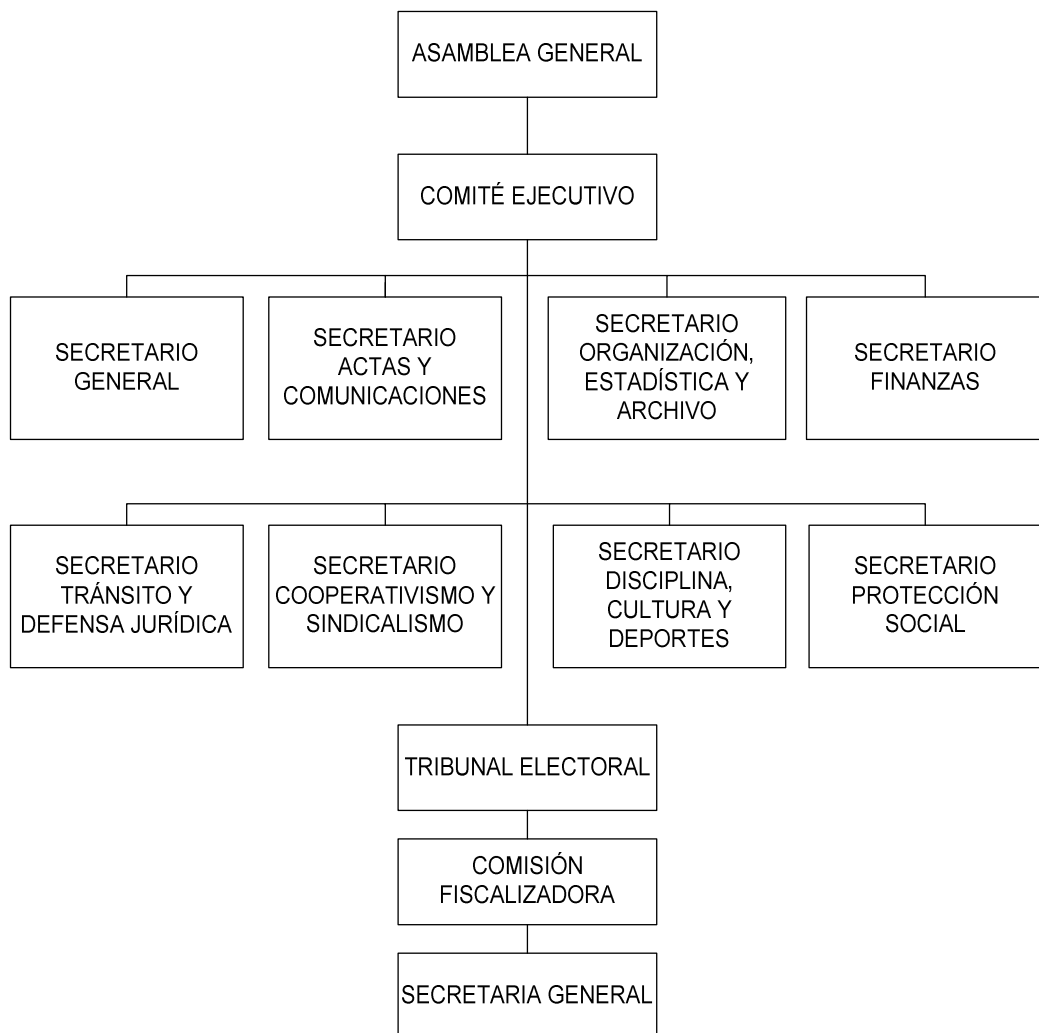 ASAMBLEA GENERAL
COMITÉ EJECUTIVO
SECRETARIO
GENERAL
SECRETARIO
ACTAS Y
COMUNICACIONES
SECRETARIO
ORGANIZACIÓN,
ESTADÍSTICA Y
ARCHIVO
SECRETARIO
FINANZAS
SECRETARIO
TRÁNSITO Y
DEFENSA JURÍDICA
SECRETARIO
COOPERATIVISMO Y
SINDICALISMO
SECRETARIO
DISCIPLINA,
CULTURA Y
DEPORTES
SECRETARIO
PROTECCIÓN
SOCIAL
TRIBUNAL ELECTORAL
COMISIÓN
FISCALIZADORA
SECRETARIA GENERAL